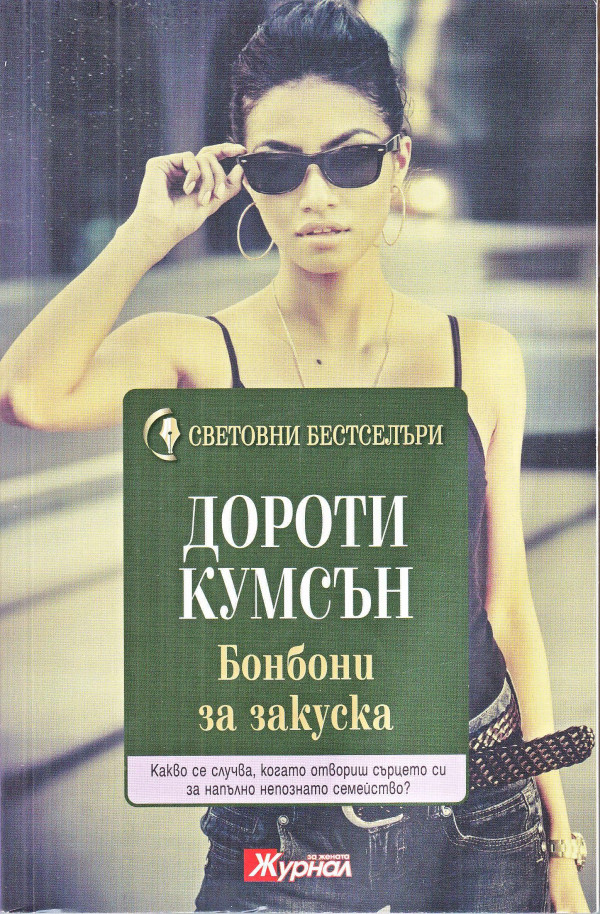 СВЕТОВНИ БЕСТСЕЛЪРИ
ДОРОТИ
КУМСЪН
Бонбони
за закуска
Какво се случва, когато отвориш сърцето си
за напълно непознато семейство?
за жената
Журнал